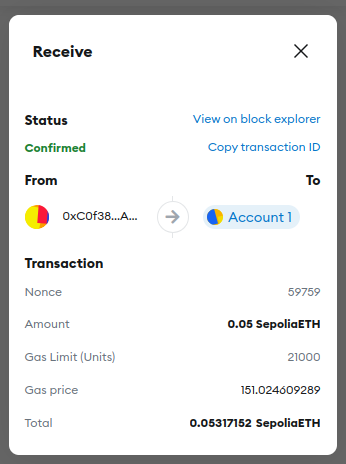 Receive
Status
View on block explorer
Confirmed
Copy transaction ID
From
To
0xC0f38...A...
Account 1
Transaction
Nonce
59759
Amount
0.05 SepoliaETH
Gas Limit (Units)
21000
Gas price
151.024609289
Total
0.05317152 SepoliaETH